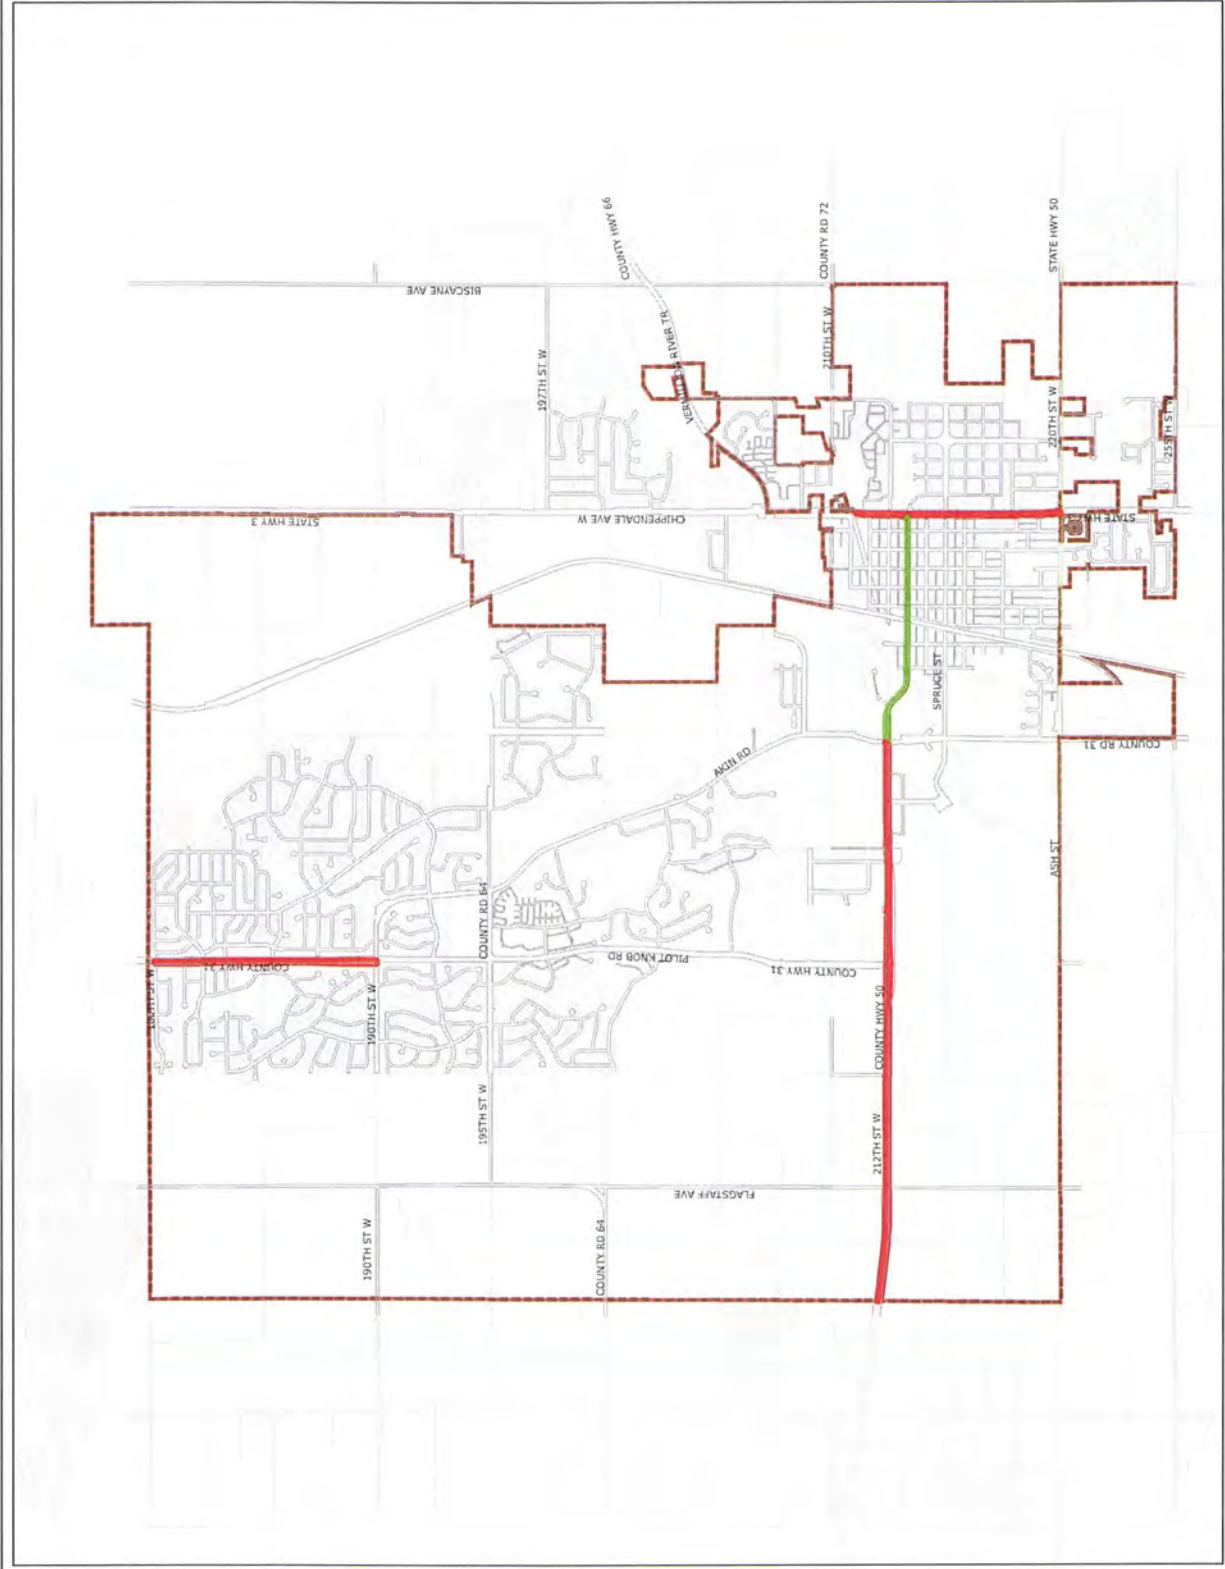 COUNTY HWY 66
COUNTY RD 72
STATE HWY 50
BISCAYNE AVE
VERMILLION RIVER TR
210TH ST W
197TH ST W
220TH ST W
255TH ST W
STATE HWY 3
CHIPPENDALE AVE W
STATE HWY
SPRUCE ST
COUNTY RD 31
AKIN RD
ASH ST
COUNTY RD 64
COUNTY HWY 31
PILOT KNOB RD
COUNTY HWY 31
190TH ST W
COUNTY HWY 50
195TH ST W
212TH ST W
FLAGSTAFF AVE
190TH ST W
COUNTY RD 64